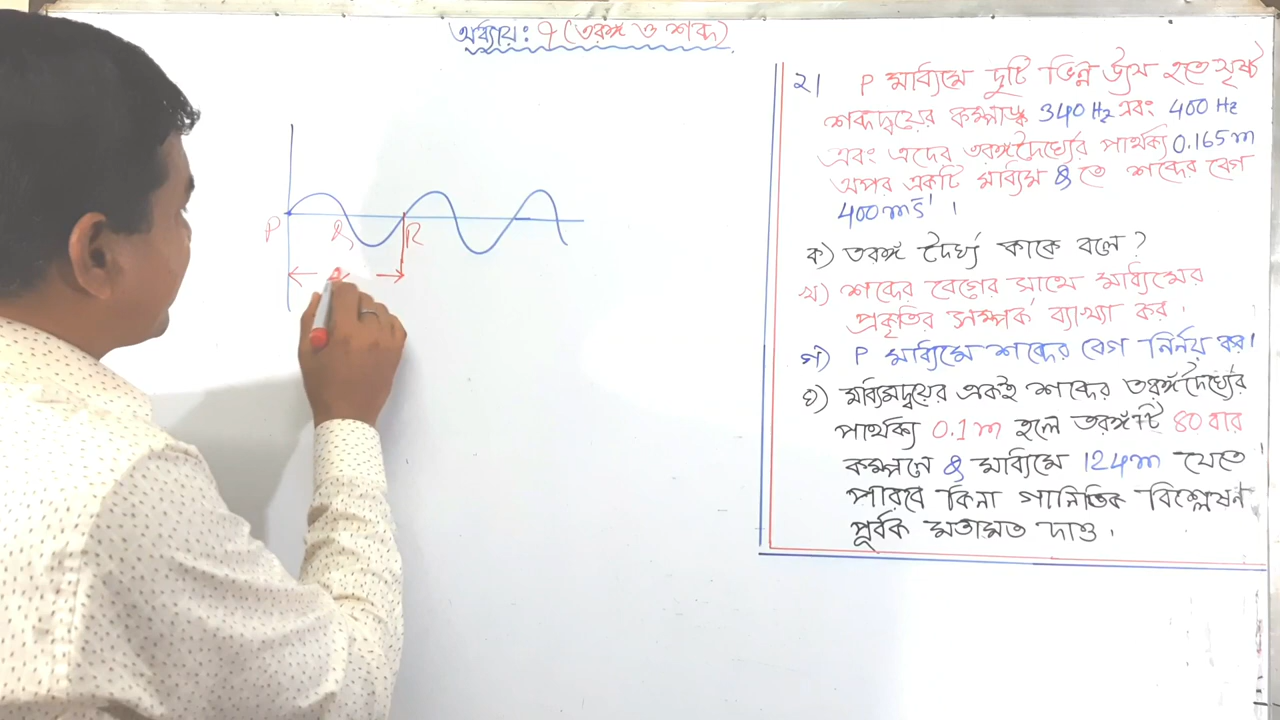 অধ্যায়: ৭ (তরঙ্গ ও শব্দ)
২। P মাধ্যমে দুটি ভিন্ন উৎস হতে সৃষ্ট
শব্দদ্বয়ের কম্পাঙ্ক 340 Hz এবং 400 Hz
এবং এদের তরঙ্গদৈর্ঘ্যের পার্থক্য 0.165 m
অপর একটি মাধ্যম Q তে শব্দের বেগ
400 ms⁻¹ ।
ক) তরঙ্গ দৈর্ঘ্য কাকে বলে ?
খ) শব্দের বেগের সাথে মাধ্যমের
প্রকৃতির সম্পর্ক ব্যাখ্যা কর ।
গ) P মাধ্যমে শব্দের বেগ নির্নয় কর।
ঘ) মাধ্যমদ্বয়ের একই শব্দের তরঙ্গদৈর্ঘ্যের
পার্থক্য 0.1 m হলে তরঙ্গটি 80 বার
কম্পনে Q মাধ্যমে 124m যেতে
পারবে কিনা গানিতিক বিশ্লেষন
পূর্বক মতামত দাও ।
P Q R